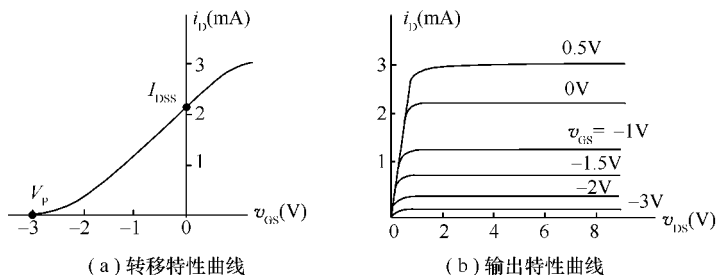 i_D(mA)
3
I_DSS
2
1
V_P
−3
−2
−1
0
v_GS(V)
(a)转移特性曲线
i_D(mA)
0.5V
3
0V
2
v_GS= −1V
1
−1.5V
−2V
−3V
0
2
4
6
8
v_DS(V)
(b)输出特性曲线